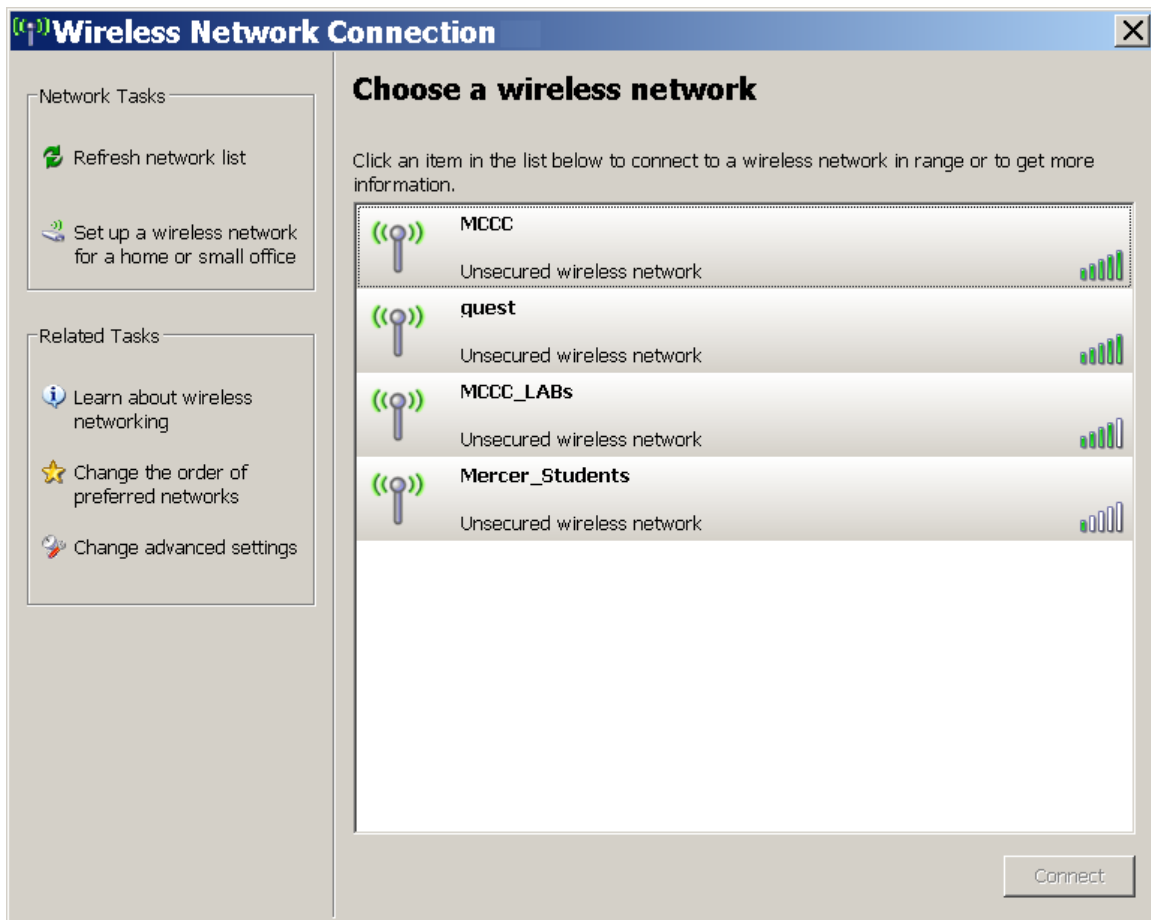 Wireless Network Connection
Network Tasks
Refresh network list
Set up a wireless network
for a home or small office
Related Tasks
Learn about wireless
networking
Change the order of
preferred networks
Change advanced settings
Choose a wireless network
Click an item in the list below to connect to a wireless network in range or to get more
information.
MCCC
Unsecured wireless network
quest
Unsecured wireless network
MCCC_LABs
Unsecured wireless network
Mercer_Students
Unsecured wireless network
Connect